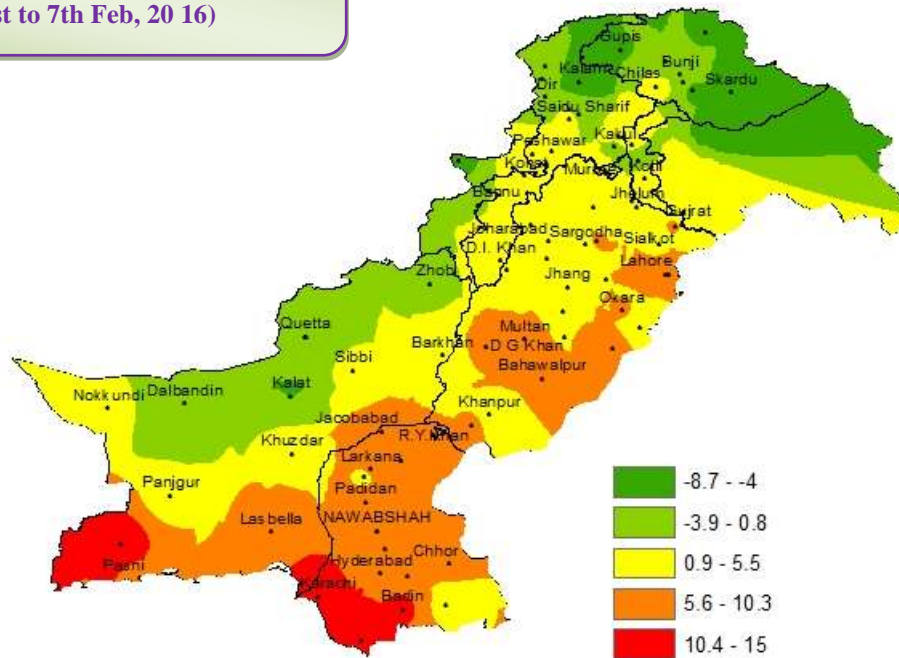 st to 7th Feb, 20 16)
Gupis
Kalam
Chilas
Bunji
Skardu
Dir
Saidu Sharif
Peshawar
Kakul
Kohat
Murree
Kotli
Bannu
Jhelum
Gujrat
Joharabad
Sargodha
Sialkot
D.I. Khan
Lahore
Zhob
Jhang
Okara
Quetta
Multan
Barkhan
D G Khan
Sibbi
Bahawalpur
Nokkundi
Dalbandin
Kalat
Khanpur
Jacobabad
R.Y.Khan
Khuzdar
Larkana
Panjgur
Padidan
Lasbella
NAWABSHAH
Pasni
Hyderabad
Chhor
Karachi
Badin
-8.7 - -4
-3.9 - 0.8
0.9 - 5.5
5.6 - 10.3
10.4 - 15